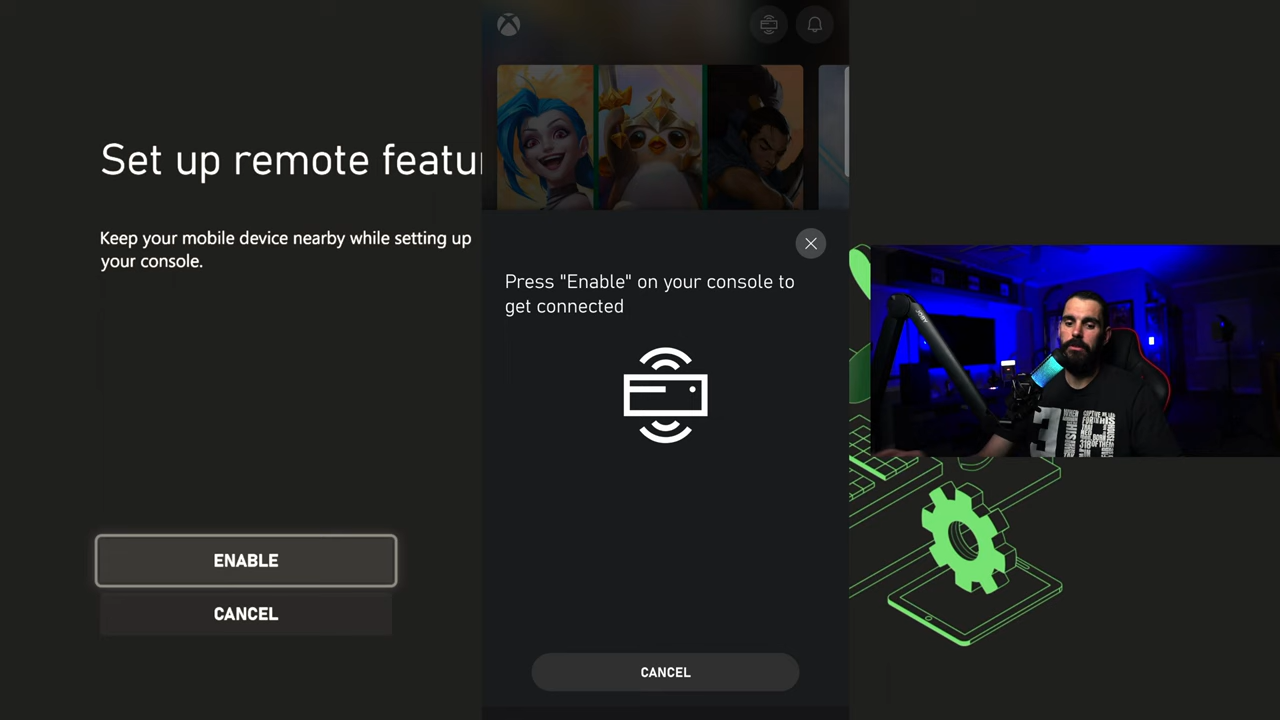 Set up remote featu
Keep your mobile device nearby while setting up
your console.
ENABLE
CANCEL
Press "Enable" on your console to
get connected
CANCEL